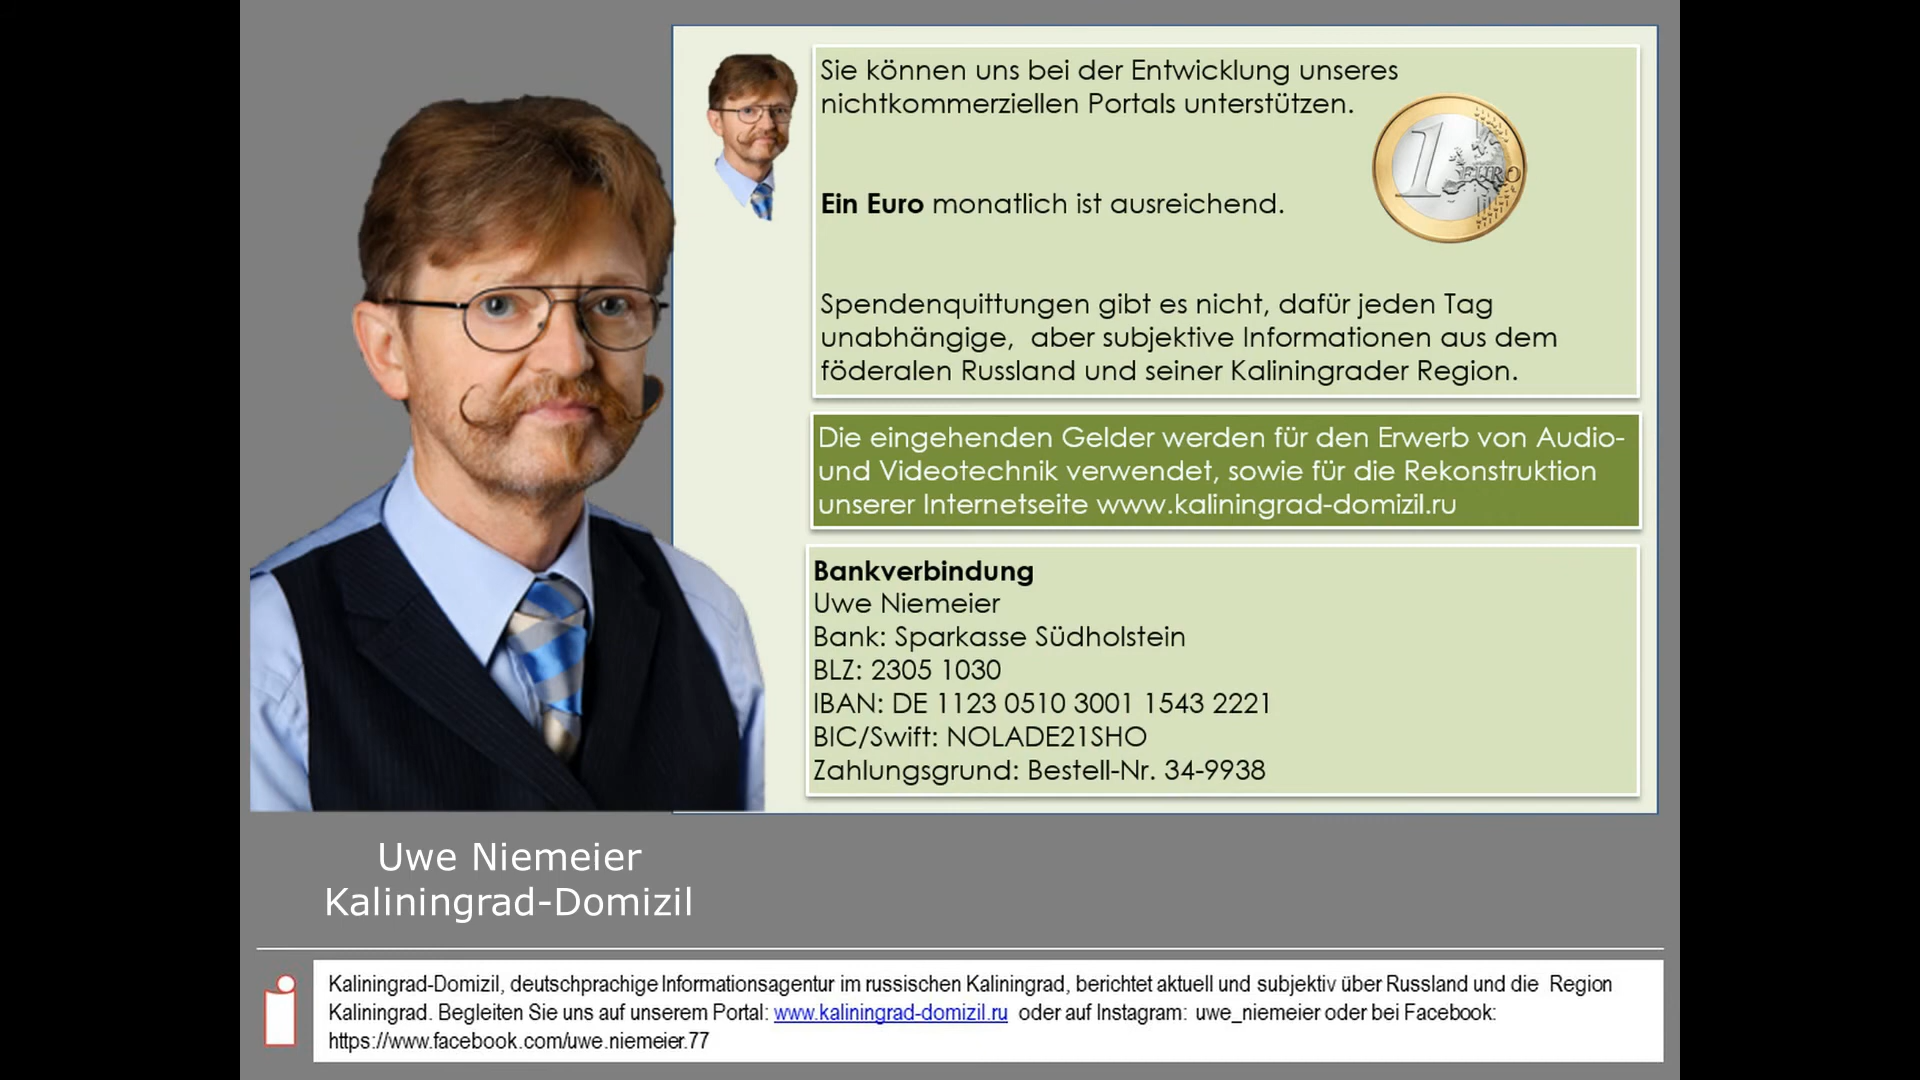 Sie können uns bei der Entwicklung unseres
nichtkommerziellen Portals unterstützen.
1 EURO
Ein Euro monatlich ist ausreichend.
Spendenquittungen gibt es nicht, dafür jeden Tag
unabhängige, aber subjektive Informationen aus dem
föderalen Russland und seiner Kaliningrader Region.
Die eingehenden Gelder werden für den Erwerb von Audio-
und Videotechnik verwendet, sowie für die Rekonstruktion
unserer Internetseite www.kaliningrad-domizil.ru
Bankverbindung
Uwe Niemeier
Bank: Sparkasse Südholstein
BLZ: 2305 1030
IBAN: DE 1123 0510 3001 1543 2221
BIC/Swift: NOLADE21SHO
Zahlungsgrund: Bestell-Nr. 34-9938
Uwe Niemeier
Kaliningrad-Domizil
Kaliningrad-Domizil, deutschprachige Informationsagentur im russischen Kaliningrad, berichtet aktuell und subjektiv über Russland und die Region
Kaliningrad. Begleiten Sie uns auf unserem Portal: www.kaliningrad-domizil.ru oder auf Instagram: uwe_niemeier oder bei Facebook:
https://www.facebook.com/uwe.niemeier.77